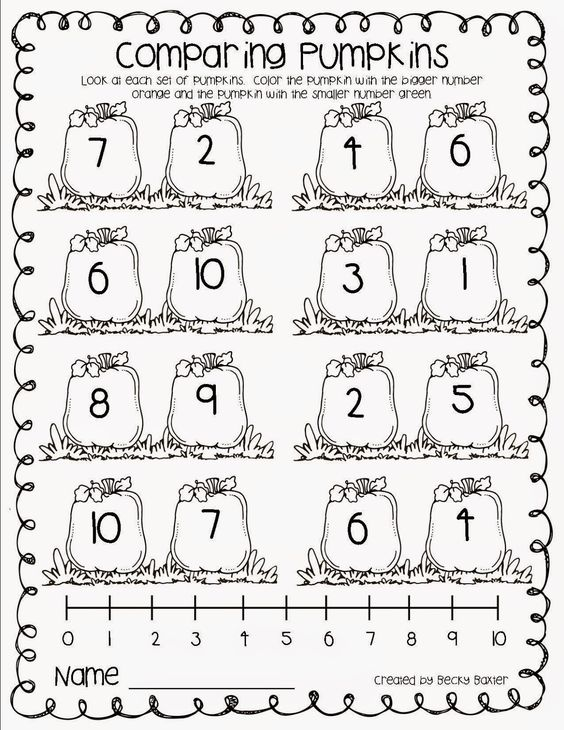 Comparing Pumpkins
Look at each set of pumpkins. Color the pumpkin with the bigger number
orange and the pumpkin with the smaller number green.
7 2 4 6
6 10 3 1
8 9 2 5
10 7 6 4
0 1 2 3 4 5 6 7 8 9 10
Name
Created by Becky Baxter